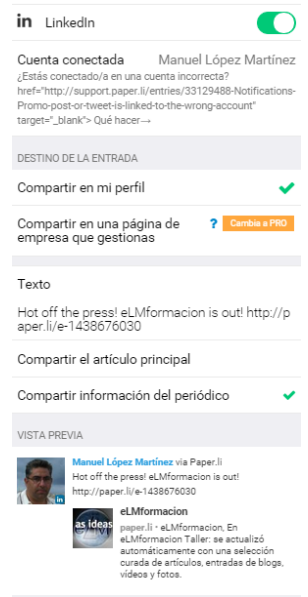 in LinkedIn
Cuenta conectada Manuel López Martínez
¿Estás conectado/a en una cuenta incorrecta?
href="http://support.paper.li/entries/33129488-Notifications-
Promo-post-or-tweet-is-linked-to-the-wrong-account"
target="_blank"> Qué hacer→
DESTINO DE LA ENTRADA
Compartir en mi perfil
Compartir en una página de
empresa que gestionas
? Cambia a PRO
Texto
Hot off the press! eLMformacion is out! http://p
aper.li/e-1438676030
Compartir el artículo principal
Compartir información del periódico
VISTA PREVIA
Manuel López Martínez via Paper.li
Hot off the press! eLMformacion is out!
http://paper.li/e-1438676030
in
eLMformacion
as ideas
paper.li • eLMformacion, En
eLMformacion Taller: se actualizó
automáticamente con una selección
curada de artículos, entradas de blogs,
vídeos y fotos.